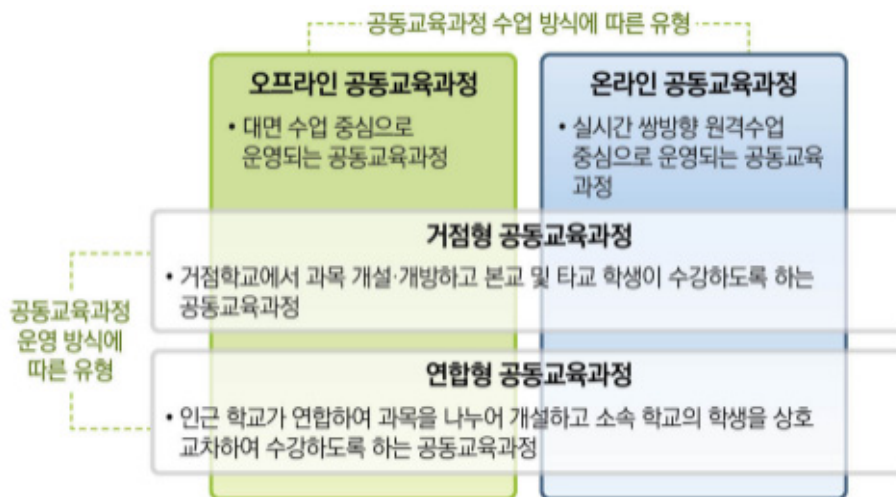 공동교육과정 수업 방식에 따른 유형
오프라인 공동교육과정
• 대면 수업 중심으로
운영되는 공동교육과정
온라인 공동교육과정
• 실시간 쌍방향 원격수업
중심으로 운영되는 공동교육
과정
공동교육과정
운영 방식에
따른 유형
거점형 공동교육과정
• 거점학교에서 과목 개설·개방하고 본교 및 타교 학생이 수강하도록 하는
공동교육과정
연합형 공동교육과정
• 인근 학교가 연합하여 과목을 나누어 개설하고 소속 학교의 학생을 상호
교차하여 수강하도록 하는 공동교육과정